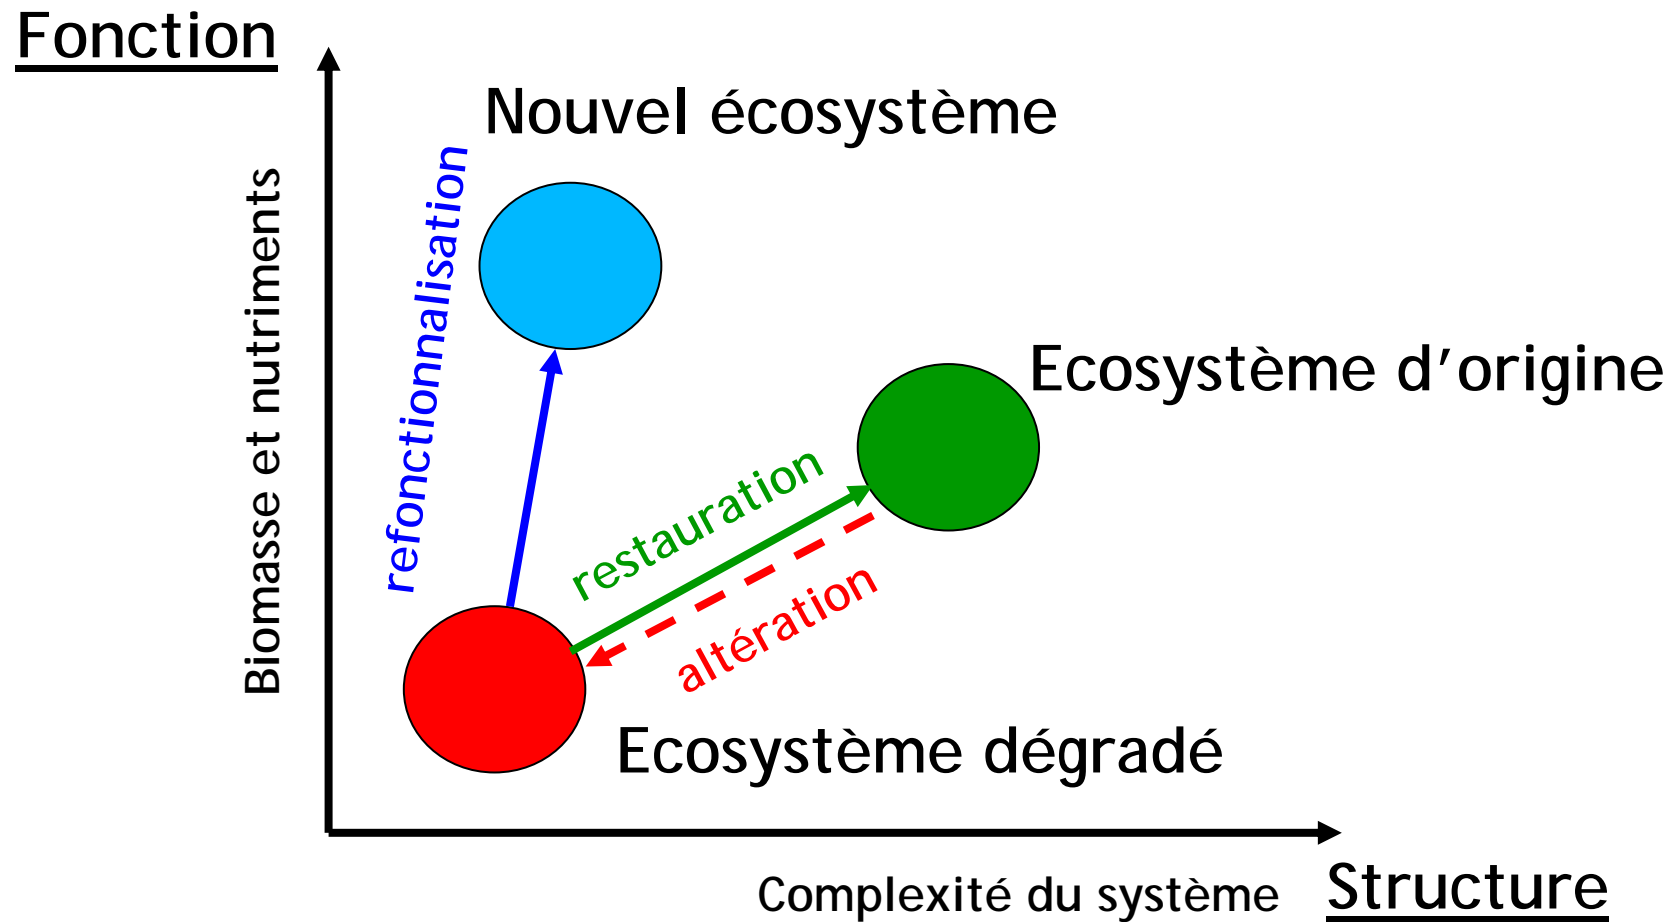 Fonction
Nouvel écosystème
refonctionnalisation
Biomasse et nutriments
Ecosystème d’origine
restauration
altération
Ecosystème dégradé
Complexité du système
Structure